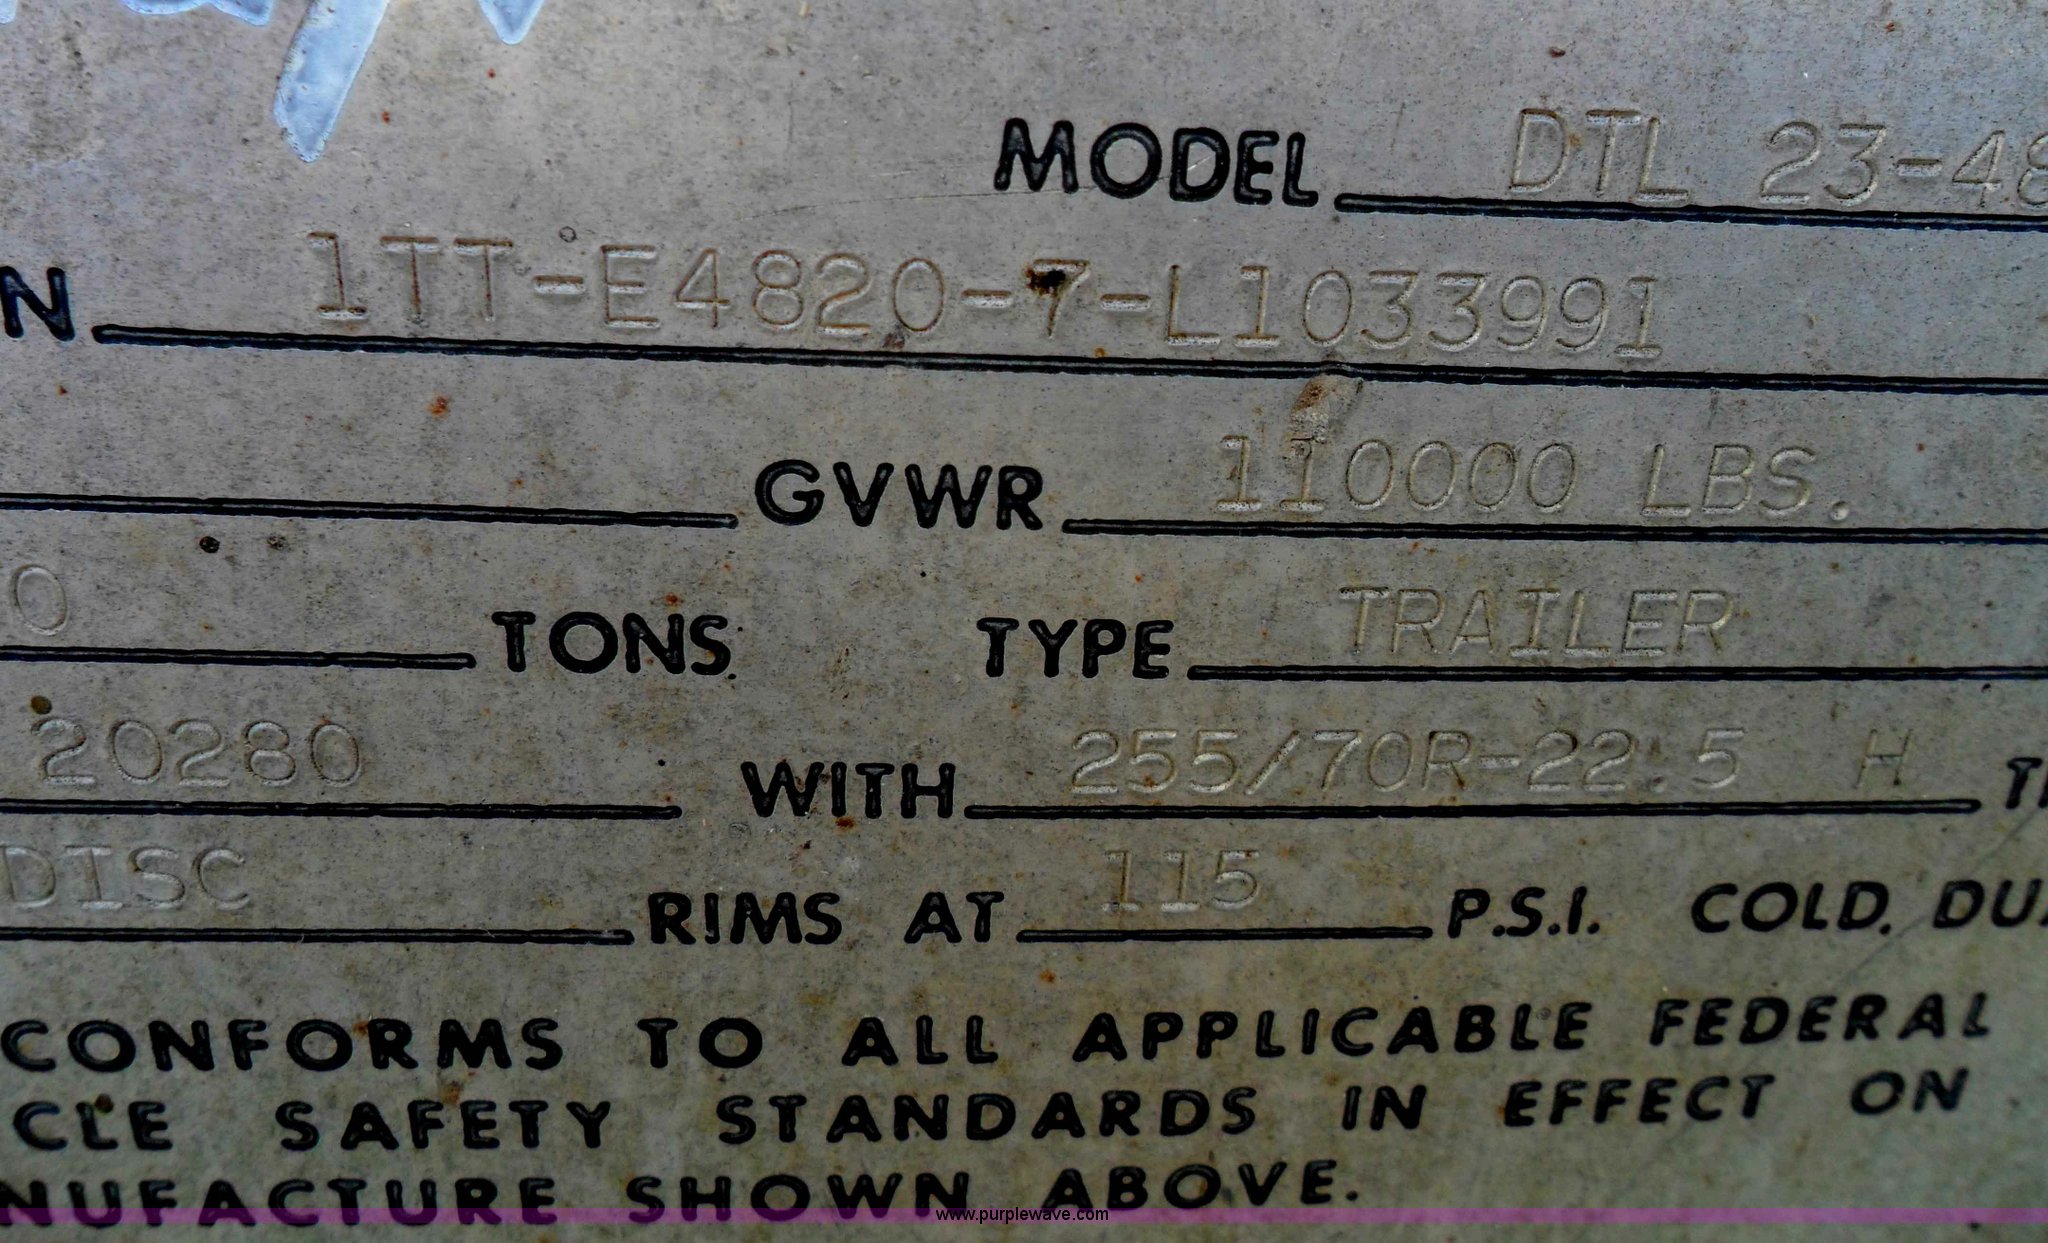 MODEL DTL 23-48
N 1TT-E4820-7-L1033991
GVWR 110000 LBS.
0 TONS TYPE TRAILER
20280 WITH 255/70R-22.5 H
DISC RIMS AT 115 P.S.I. COLD. DU
CONFORMS TO ALL APPLICABLE FEDERAL
CLE SAFETY STANDARDS IN EFFECT ON
NUFACTURE SHOWN ABOVE.
www.purplewave.com